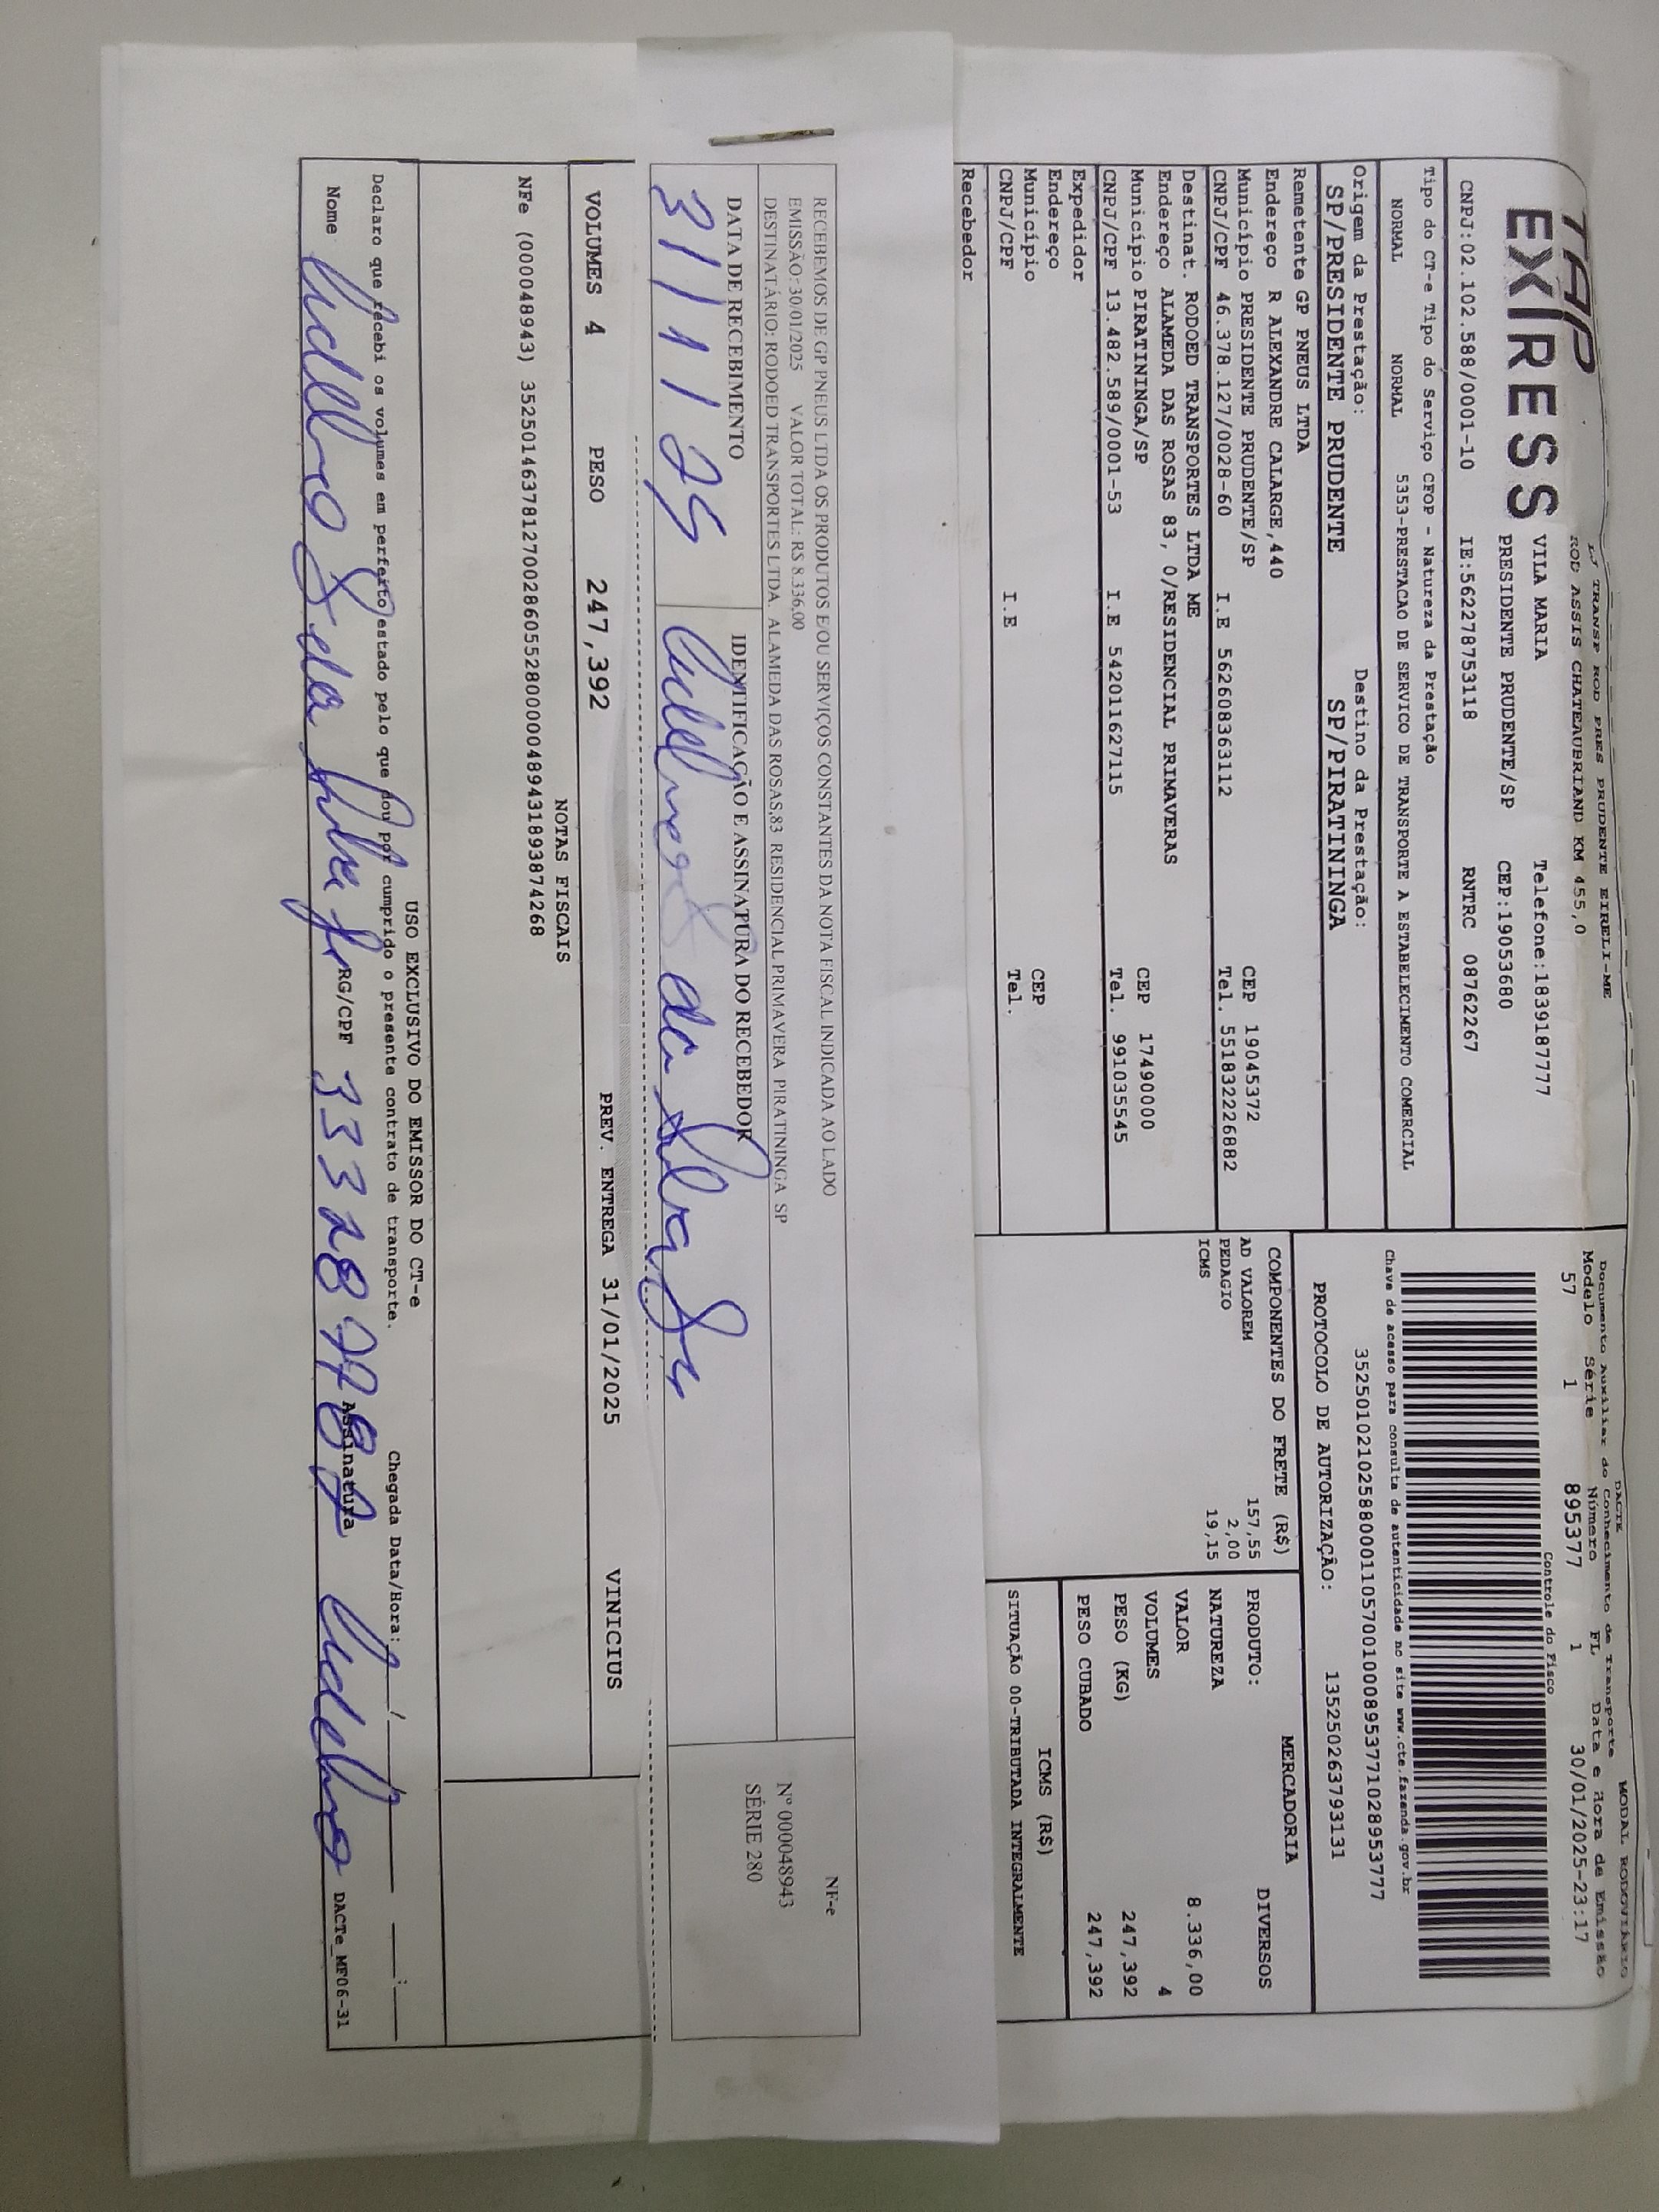 TAP
EXPRESS
LJ TRANSP ROD PRES PRUDENTE EIRELI-ME
ROD ASSIS CHATEAUBRIAND KM 455,0
VILA MARIA Telefone:1839187777
PRESIDENTE PRUDENTE/SP CEP:19053680
CNPJ:02.102.588/0001-10 IE:562278753118 RNTRC 08762267
Tipo do CT-e Tipo do Serviço CFOP - Natureza da Prestação
NORMAL NORMAL 5353-PRESTACAO DE SERVICO DE TRANSPORTE A ESTABELECIMENTO COMERCIAL
Origem da Prestação: Destino da Prestação:
SP/PRESIDENTE PRUDENTE SP/PIRATININGA
Remetente GP PNEUS LTDA
Endereço R ALEXANDRE CALARGE,440
Município PRESIDENTE PRUDENTE/SP CEP 19045372
CNPJ/CPF 46.378.127/0028-60 I.E 562608363112 Tel. 5518322226882
Destinat. RODOED TRANSPORTES LTDA ME
Endereço ALAMEDA DAS ROSAS 83, 0/RESIDENCIAL PRIMAVERAS
Município PIRATININGA/SP CEP 17490000
CNPJ/CPF 13.482.589/0001-53 I.E 542011627115 Tel. 991035545
Expedidor
Endereço
Município CEP
CNPJ/CPF I.E Tel.
Recebedor
DACTE MODAL RODOVIÁRIO
Documento Auxiliar do Conhecimento de Transporte
Modelo Série Número FL Data e Hora de Emissão
57 1 895377 1 30/01/2025-23:17
Controle do Fisco
Chave de acesso para consulta de autenticidade no site www.cte.fazenda.gov.br
35250102102588000110570010008953771028953777
PROTOCOLO DE AUTORIZAÇÃO: 135250263793131
COMPONENTES DO FRETE (R$)
AD VALOREM 157,55
PEDAGIO 2,00
ICMS 19,15
MERCADORIA
PRODUTO: DIVERSOS
NATUREZA
VALOR 8.336,00
VOLUMES 4
PESO (KG) 247,392
PESO CUBADO 247,392
ICMS (R$)
SITUAÇÃO 00-TRIBUTADA INTEGRALMENTE
RECEBEMOS DE GP PNEUS LTDA OS PRODUTOS E/OU SERVIÇOS CONSTANTES DA NOTA FISCAL INDICADA AO LADO
EMISSÃO: 30/01/2025 VALOR TOTAL: R$ 8.336,00
DESTINATÁRIO: RODOED TRANSPORTES LTDA. ALAMEDA DAS ROSAS,83 RESIDENCIAL PRIMAVERA PIRATININGA SP
DATA DE RECEBIMENTO IDENTIFICAÇÃO E ASSINATURA DO RECEBEDOR
31/1/25 da Silva Jr
NF-e
Nº 000048943
SÉRIE 280
VOLUMES 4 PESO 247,392 PREV. ENTREGA 31/01/2025 VINICIUS
NOTAS FISCAIS
NFe (000048943) 35250146378127002860552800000489431893874268
USO EXCLUSIVO DO EMISSOR DO CT-e
Declaro que recebi os volumes em perfeito estado pelo que dou por cumprido o presente contrato de transporte. Chegada Data/Hora: / / :
Nome da Silva Jr RG/CPF Assinatura DACTe_MF06-31